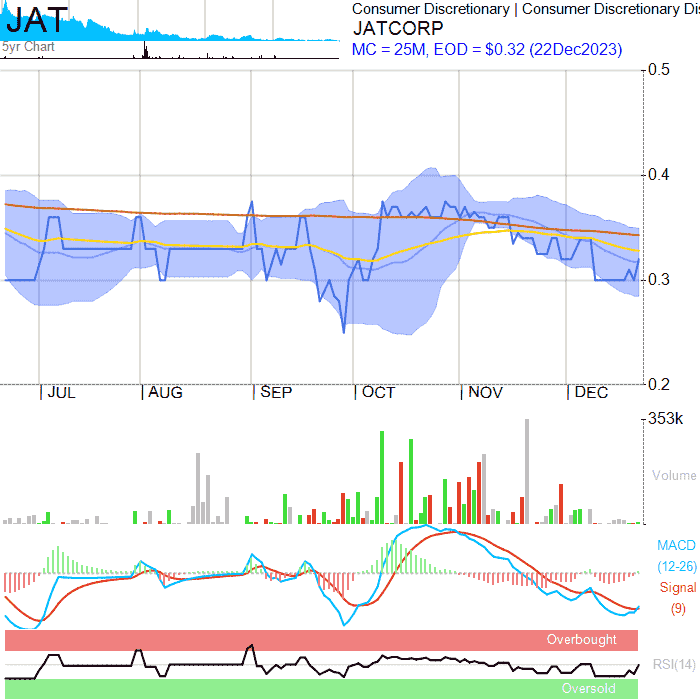 JAT
5yr Chart
Consumer Discretionary | Consumer Discretionary Dis
JATCORP
MC = 25M, EOD = $0.32 (22Dec2023)
0.5
0.4
0.3
0.2
| JUL | AUG | SEP | OCT | NOV | DEC
353k
Volume
MACD
(12-26)
Signal
(9)
Overbought
RSI(14)
Oversold